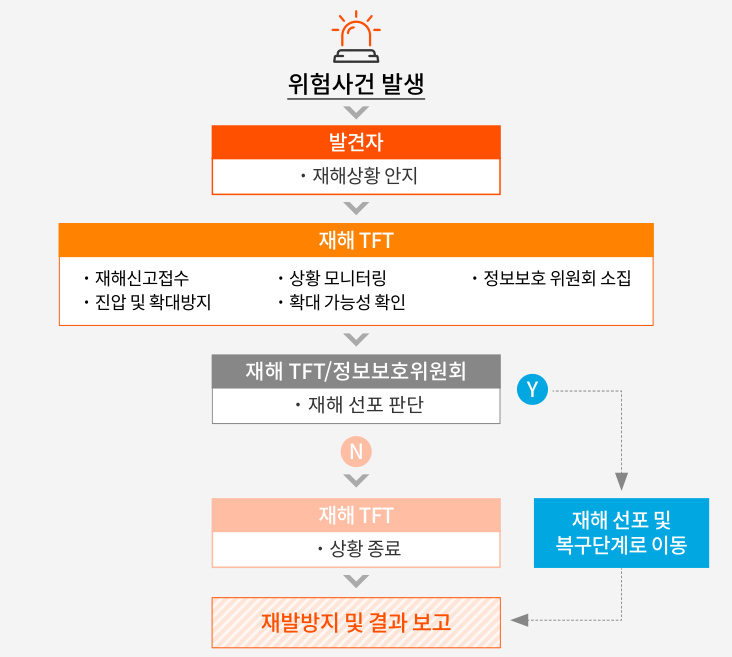 위험사건 발생
발견자
· 재해상황 안지
재해 TFT
· 재해신고접수
· 진압 및 확대방지
· 상황 모니터링
· 확대 가능성 확인
· 정보보호 위원회 소집
재해 TFT/정보보호위원회
· 재해 선포 판단
Y
N
재해 TFT
· 상황 종료
재해 선포 및
복구단계로 이동
재발방지 및 결과 보고